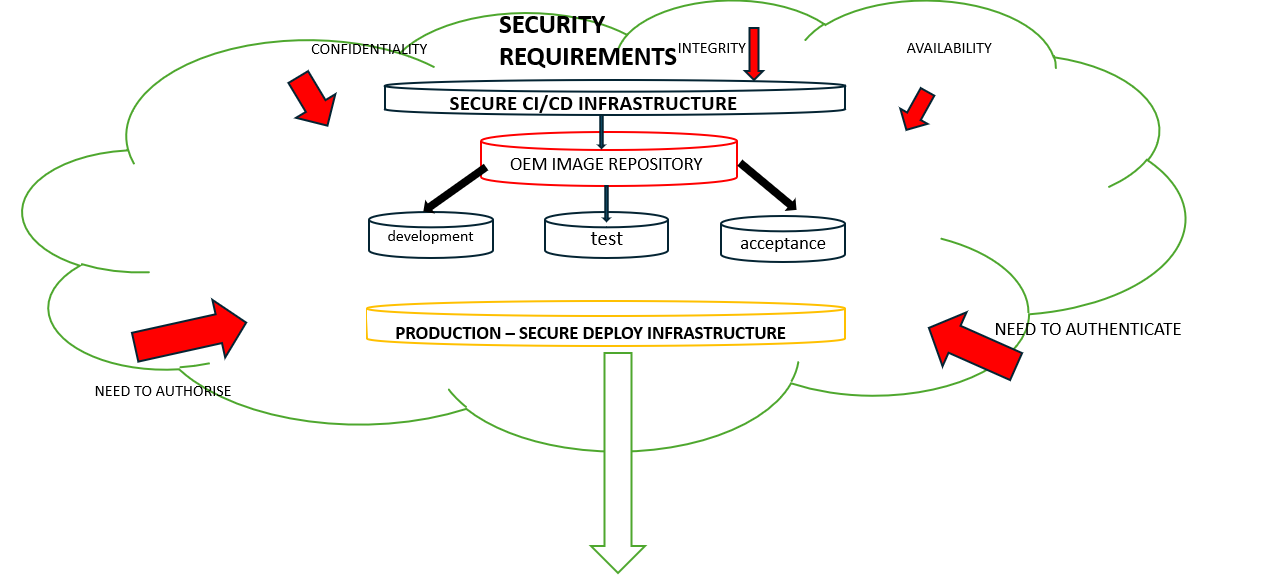 SECURITY
REQUIREMENTS
CONFIDENTIALITY
INTEGRITY
AVAILABILITY
SECURE CI/CD INFRASTRUCTURE
OEM IMAGE REPOSITORY
development
test
acceptance
PRODUCTION – SECURE DEPLOY INFRASTRUCTURE
NEED TO AUTHENTICATE
NEED TO AUTHORISE